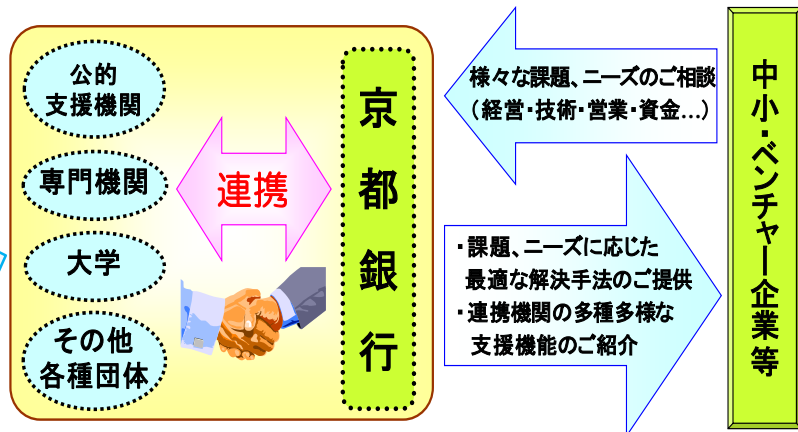 公的
支援機関
専門機関
大学
その他
各種団体
連携
京都銀行
様々な課題、ニーズのご相談
（経営・技術・営業・資金…）
・課題、ニーズに応じた
最適な解決手法のご提供
・連携機関の多種多様な
支援機能のご紹介
中小・ベンチャー企業等